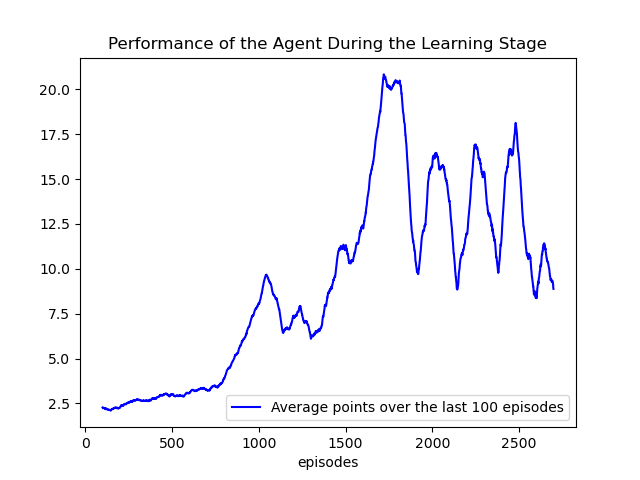 Performance of the Agent During the Learning Stage
20.0
17.5
15.0
12.5
10.0
7.5
5.0
2.5
Average points over the last 100 episodes
0 500 1000 1500 2000 2500
episodes